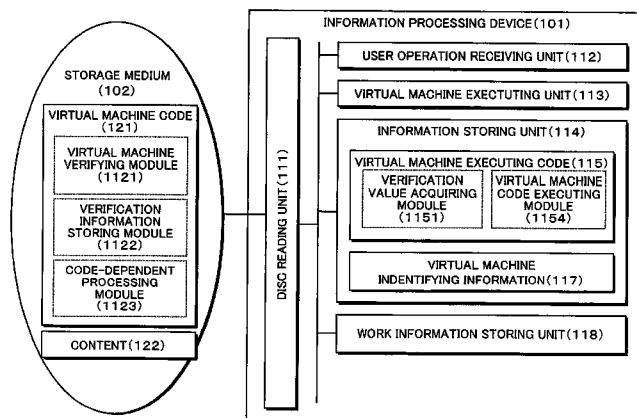 INFORMATION PROCESSING DEVICE(101)
STORAGE MEDIUM
(102)
VIRTUAL MACHINE CODE
(121)
VIRTUAL MACHINE
VERIFYING MODULE
(1121)
VERIFICATION
INFORMATION
STORING MODULE
(1122)
CODE-DEPENDENT
PROCESSING
MODULE
(1123)
CONTENT(122)
DISC READING UNIT(111)
USER OPERATION RECEIVING UNIT(112)
VIRTUAL MACHINE EXECTUTING UNIT(113)
INFORMATION STORING UNIT(114)
VIRTUAL MACHINE EXECUTING CODE(115)
VERIFICATION
VALUE ACQUIRING
MODULE
(1151)
VIRTUAL MACHINE
CODE EXECUTING
MODULE
(1154)
VIRTUAL MACHINE
INDENTIFYING INFORMATION(117)
WORK INFORMATION STORING UNIT(118)